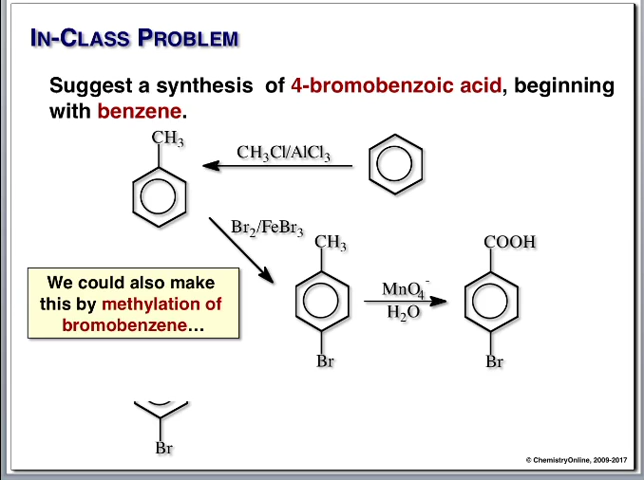 IN-CLASS PROBLEM
Suggest a synthesis of 4-bromobenzoic acid, beginning
with benzene.
CH3
CH3Cl/AlCl3
Br2/FeBr3
CH3
COOH
We could also make
this by methylation of
bromobenzene…
MnO4-
H2O
Br
Br
Br
© ChemistryOnline, 2009-2017